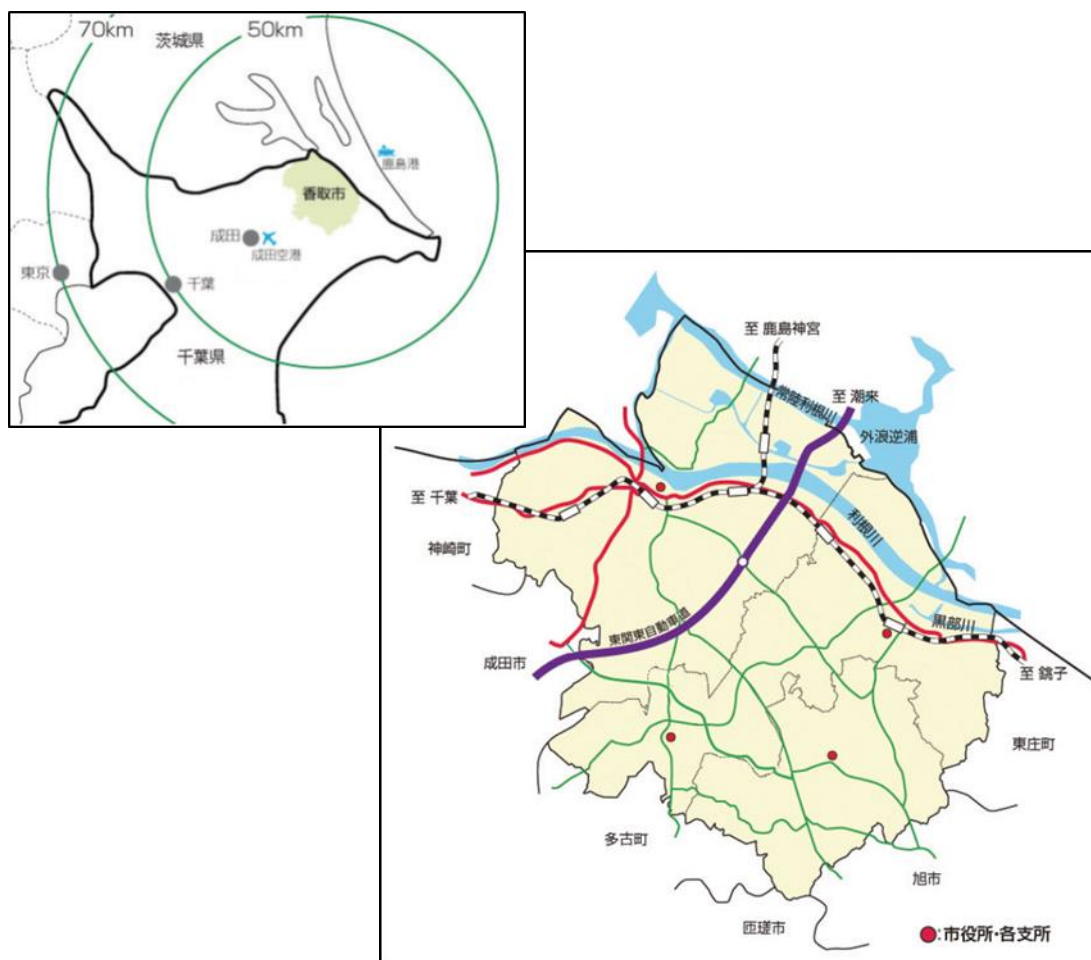 70km
50km
茨城県
鹿島港
香取市
成田
成田空港
東京
千葉
千葉県
至 鹿島神宮
常陸利根川
至 潮来
外浪逆浦
至 千葉
利根川
神崎町
黒部川
東関東自動車道
成田市
至 銚子
東庄町
多古町
旭市
匝瑳市
:市役所・各支所